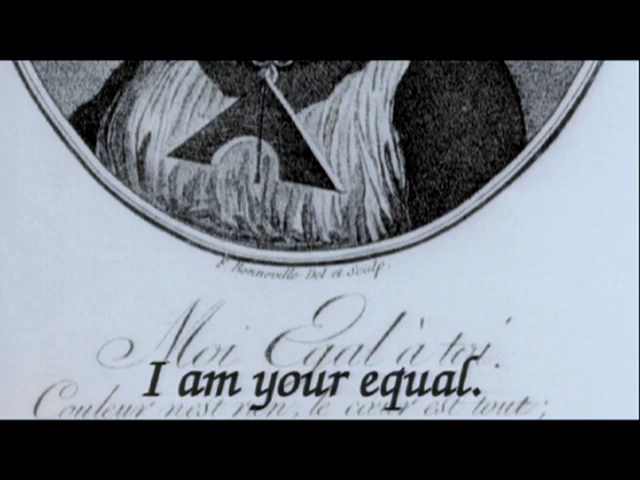 F. Bonneville Del et Sculp.
Moi Egal à toi.
I am your equal.
Couleur n'est rien, le cœur est tout;